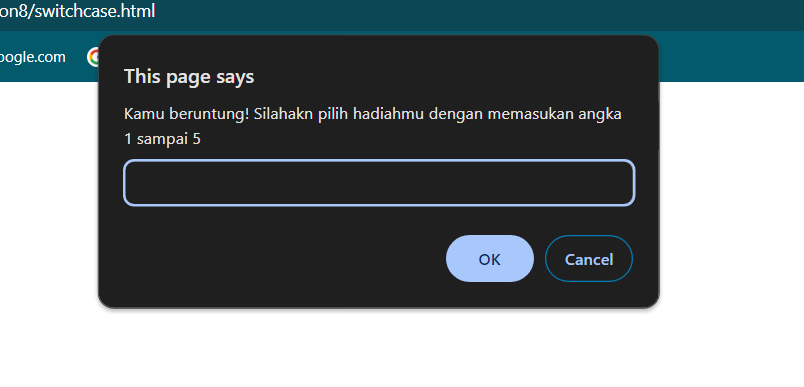 on8/switchcase.html
oogle.com
This page says
Kamu beruntung! Silahakn pilih hadiahmu dengan memasukan angka
1 sampai 5
OK
Cancel